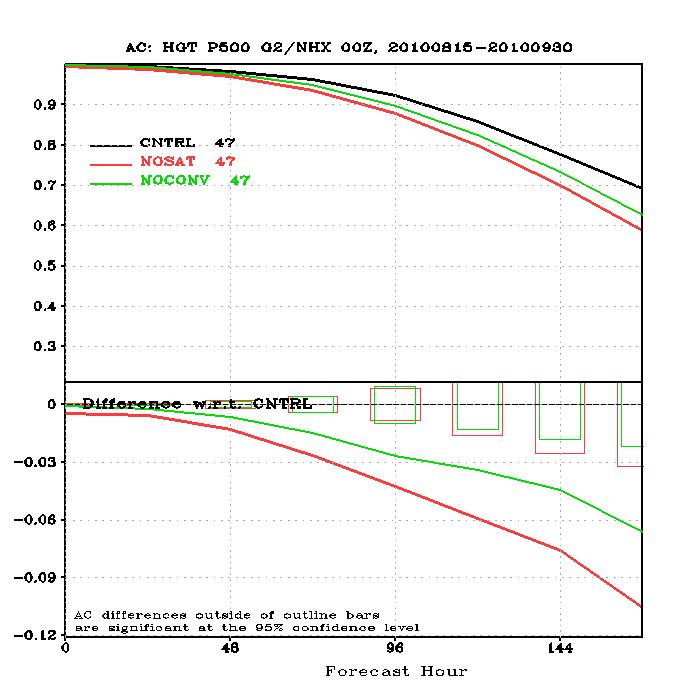 AC: HGT P500 G2/NHX 00Z, 20100815-20100930
0.9
0.8
0.7
0.6
0.5
0.4
0.3
CNTRL 47
NOSAT 47
NOCONV 47
Difference w.r.t. CNTRL
0
-0.03
-0.06
-0.09
-0.12
AC differences outside of outline bars
are significant at the 95% confidence level
0 48 96 144
Forecast Hour